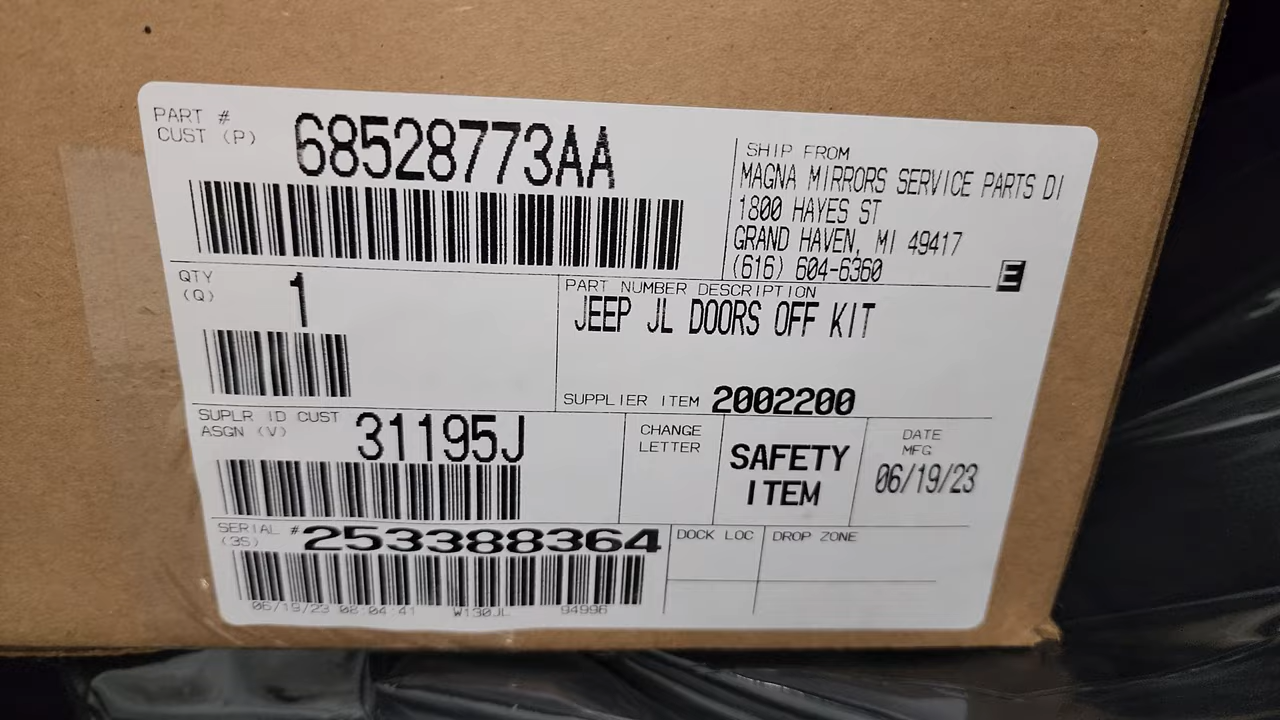 PART #
CUST (P)
68528773AA
SHIP FROM
MAGNA MIRRORS SERVICE PARTS DI
1800 HAYES ST
GRAND HAVEN, MI 49417
(616) 604-6360
E
QTY
(Q)
1
PART NUMBER DESCRIPTION
JEEP JL DOORS OFF KIT
SUPPLIER ITEM 2002200
SUPLR ID CUST
ASGN (V)
31195J
CHANGE
LETTER
SAFETY
ITEM
DATE
MFG
06/19/23
SERIAL #
(3S)
253388364
DOCK LOC
DROP ZONE
06/19/23 08:04:41 W130JL 94996